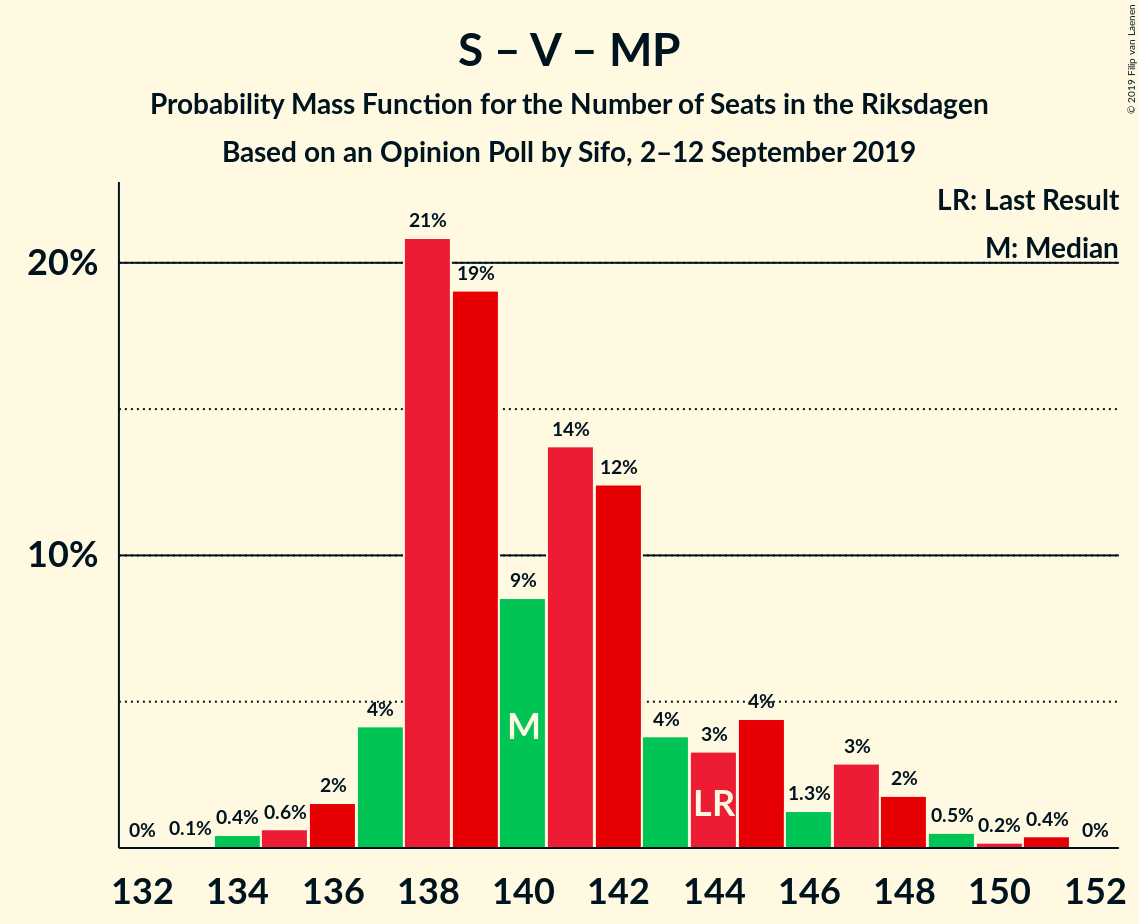 S – V – MP
Probability Mass Function for the Number of Seats in the Riksdagen
Based on an Opinion Poll by Sifo, 2–12 September 2019
© 2019 Filip van Laenen
LR: Last Result
M: Median
20%
10%
0%
0.1%
0.4%
0.6%
2%
4%
21%
19%
9%
14%
12%
4%
3%
4%
1.3%
3%
2%
0.5%
0.2%
0.4%
0%
M
LR
132 134 136 138 140 142 144 146 148 150 152